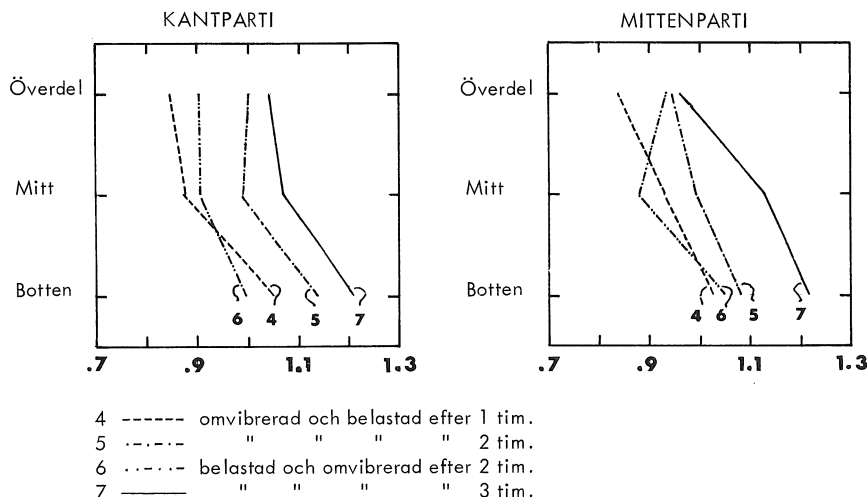 KANTPARTI MITTENPARTI
Överdel Överdel
Mitt Mitt
Botten Botten
6 4 5 7 4 6 5 7
.7 .9 1.1 1.3 .7 .9 1.1 1.3
4 omvibrerad och belastad efter 1 tim.
5 " " " " 2 tim.
6 belastad och omvibrerad efter 2 tim.
7 " " " " 3 tim.